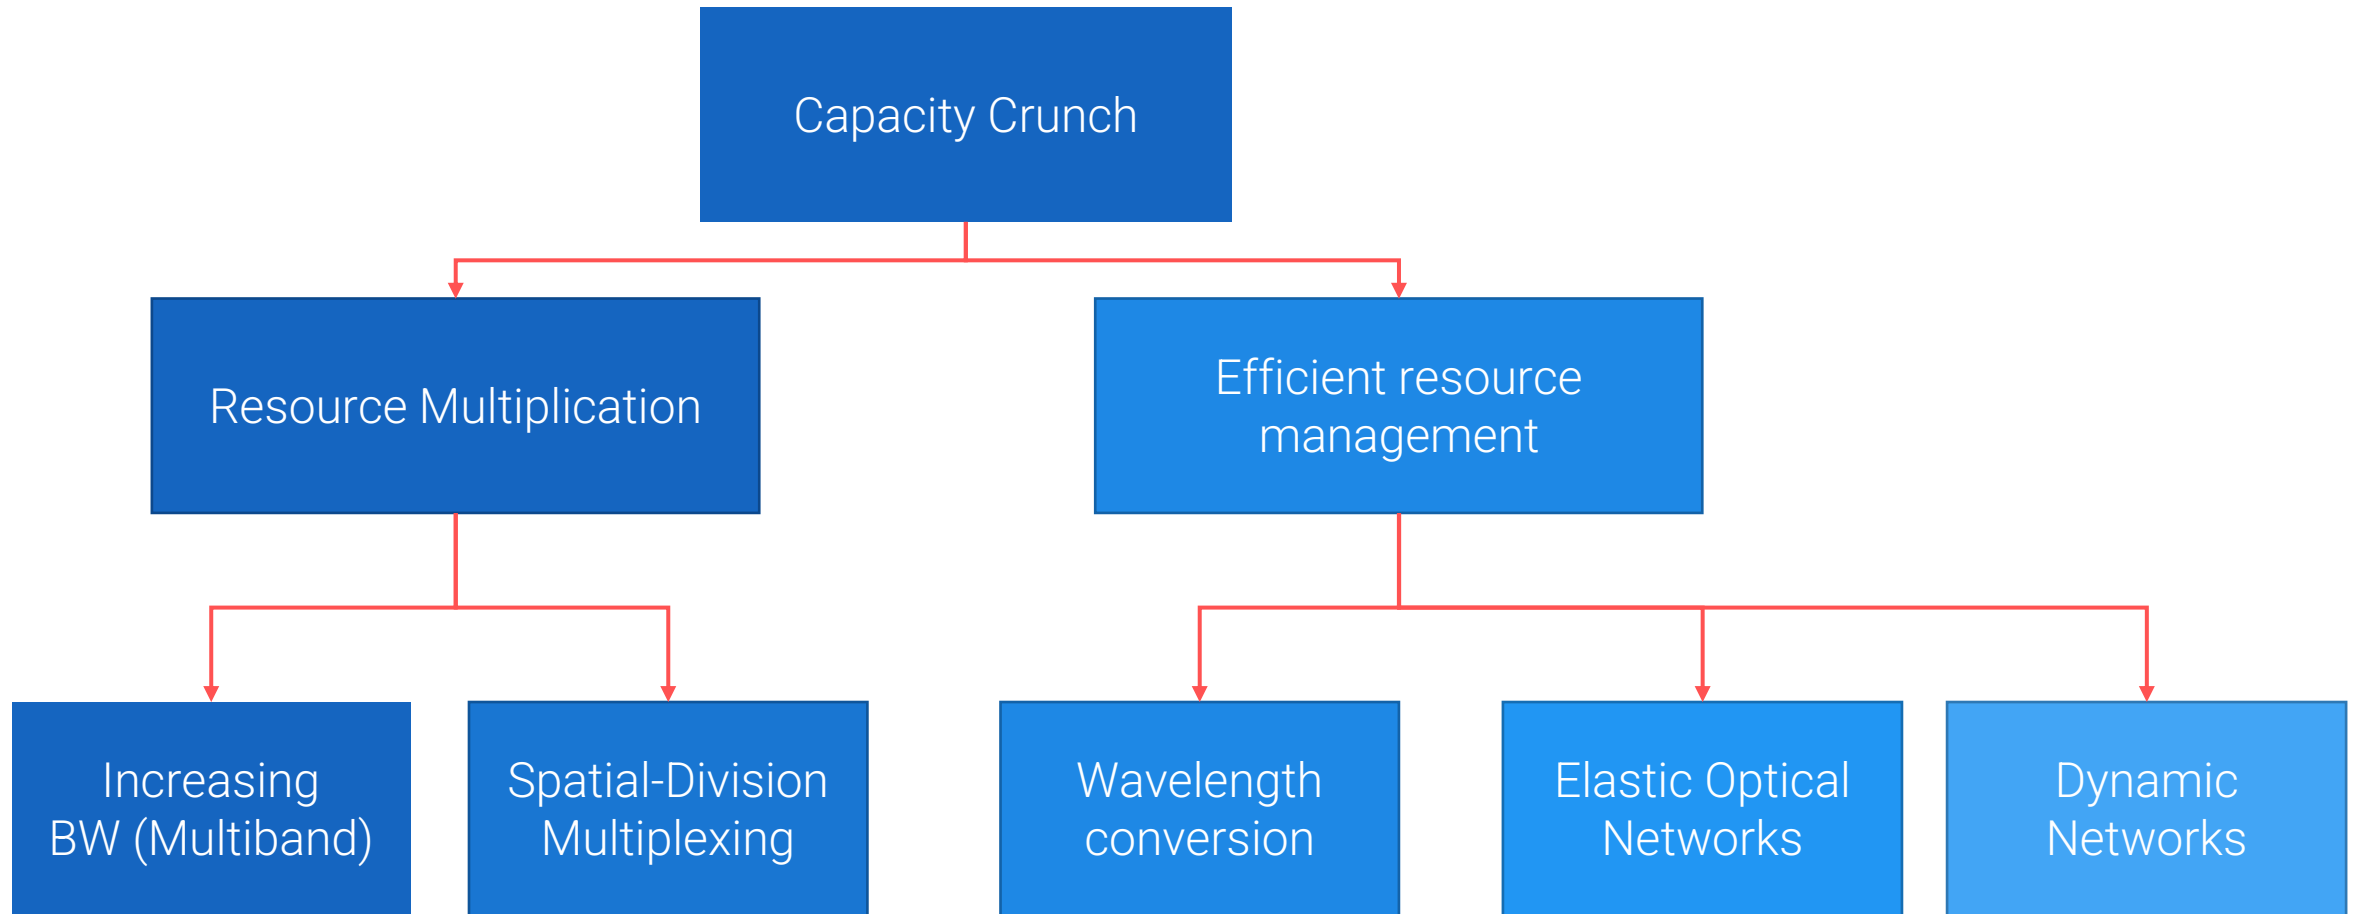 Capacity Crunch
Resource Multiplication
Efficient resource
management
Increasing
BW (Multiband)
Spatial-Division
Multiplexing
Wavelength
conversion
Elastic Optical
Networks
Dynamic
Networks